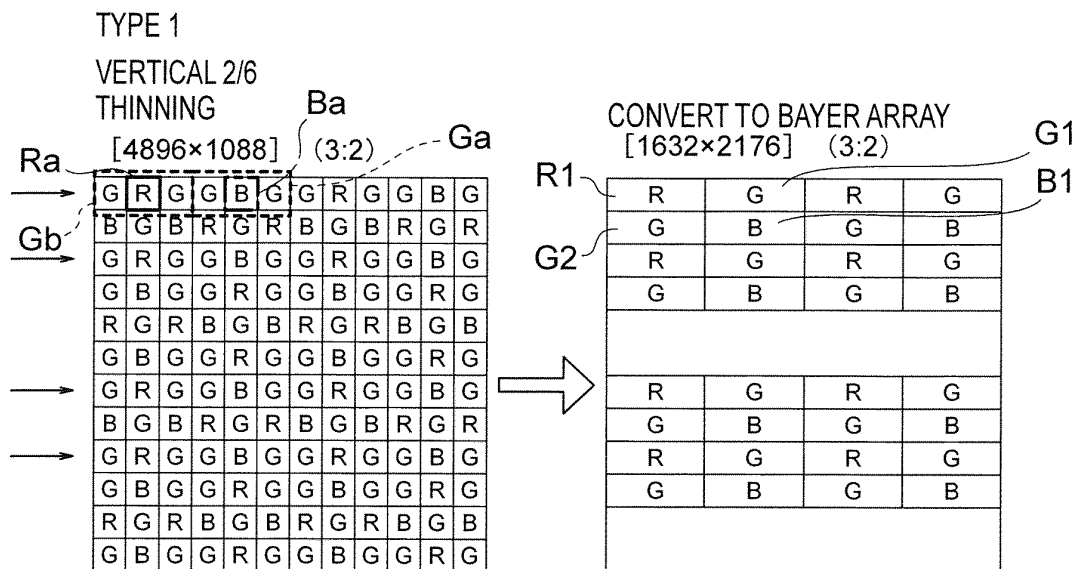 TYPE 1
VERTICAL 2/6
THINNING
[4896×1088] (3:2)
Ra
Ba
Ga
Gb
G R G G B G G R G G B G
B G B R G R B G B R G R
G R G G B G G R G G B G
G B G G R G G B G G R G
R G R B G B R G R B G B
G B G G R G G B G G R G
G R G G B G G R G G B G
B G B R G R B G B R G R
G R G G B G G R G G B G
G B G G R G G B G G R G
R G R B G B R G R B G B
G B G G R G G B G G R G
CONVERT TO BAYER ARRAY
[1632×2176] (3:2)
G1
R1
B1
G2
R G R G
G B G B
R G R G
G B G B
R G R G
G B G B
R G R G
G B G B